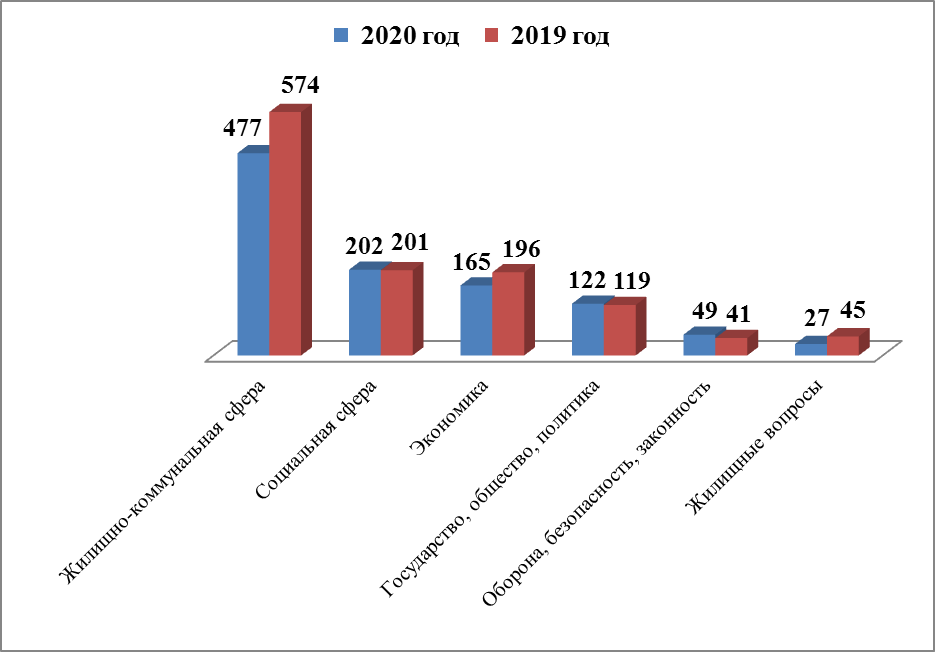 2020 год 2019 год
574
477
202 201
165 196
122 119
49 41
27 45
Жилищно-коммунальная сфера
Социальная сфера
Экономика
Государство, общество, политика
Оборона, безопасность, законность
Жилищные вопросы